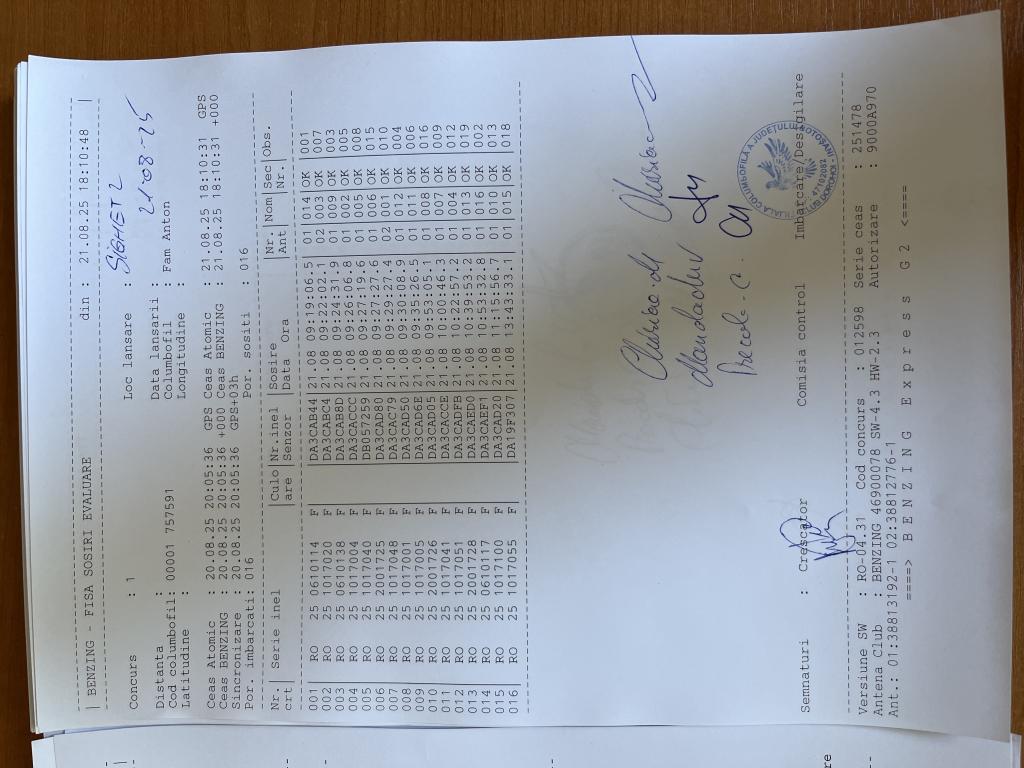 | BENZING - FISA SOSIRI EVALUARE din : 21.08.25 18:10:48 |
Concurs : 1 Loc lansare : SIGHET 2
Distanta : Data lansarii : 21-08-25
Cod columbofil: 00001 757591 Columbofil : Fam Anton
Latitudine : Longitudine :
Ceas Atomic : 20.08.25 20:05:36 GPS Ceas Atomic : 21.08.25 18:10:31 GPS
Ceas BENZING : 20.08.25 20:05:36 +000 Ceas BENZING : 21.08.25 18:10:31 +000
Sincronizare : 20.08.25 20:05:36 GPS+03h
Por. imbarcati: 016 Por. sositi : 016
Nr.| Serie inel |Culo|Nr.inel |Sosire |Nr.|Nom|Sec|Obs.
crt| |are |Senzor |Data Ora |Ant| |Nr.|
001| RO 25 0610114 F |DA3CAB44|21.08 09:19:06.5|01 |014|OK |001
002| RO 25 1017020 F |DA3CABC4|21.08 09:22:02.1|02 |003|OK |007
003| RO 25 0610138 F |DA3CAB8D|21.08 09:24:31.9|01 |009|OK |003
004| RO 25 1017004 F |DA3CACCC|21.08 09:26:06.8|01 |002|OK |005
005| RO 25 1017040 F |DB057259|21.08 09:27:19.6|01 |005|OK |008
006| RO 25 2001725 F |DA3CAD0D|21.08 09:27:27.6|01 |006|OK |015
007| RO 25 1017048 F |DA3CAC79|21.08 09:29:27.4|02 |001|OK |010
008| RO 25 1017011 F |DA3CAD50|21.08 09:30:08.9|01 |012|OK |004
009| RO 25 1017005 F |DA3CAD6E|21.08 09:35:26.5|01 |011|OK |006
010| RO 25 2001726 F |DA3CAD05|21.08 09:53:05.1|01 |008|OK |016
011| RO 25 1017041 F |DA3CACCE|21.08 10:00:46.3|01 |007|OK |009
012| RO 25 1017051 F |DA3CADFB|21.08 10:22:57.2|01 |004|OK |012
013| RO 25 2001728 F |DA3CAED0|21.08 10:39:53.2|01 |013|OK |019
014| RO 25 0610117 F |DA3CAEF1|21.08 10:53:32.8|01 |016|OK |002
015| RO 25 1017100 F |DA3CAD20|21.08 11:15:56.7|01 |010|OK |013
016| RO 25 1017055 F |DA19F307|21.08 13:43:33.1|01 |015|OK |018
Semnaturi : Crescator Comisia control Imbarcare/Desigilare
Versiune SW : RO-04.31 Cod concurs : 012598 Serie ceas : 251478
Antena Club : BENZING 46900078 SW-4.3 HW-2.3 Autorizare : 9000A970
Ant.: 01:38813192-1 02:38812776-1
====> B E N Z I N G E x p r e s s G 2 <====